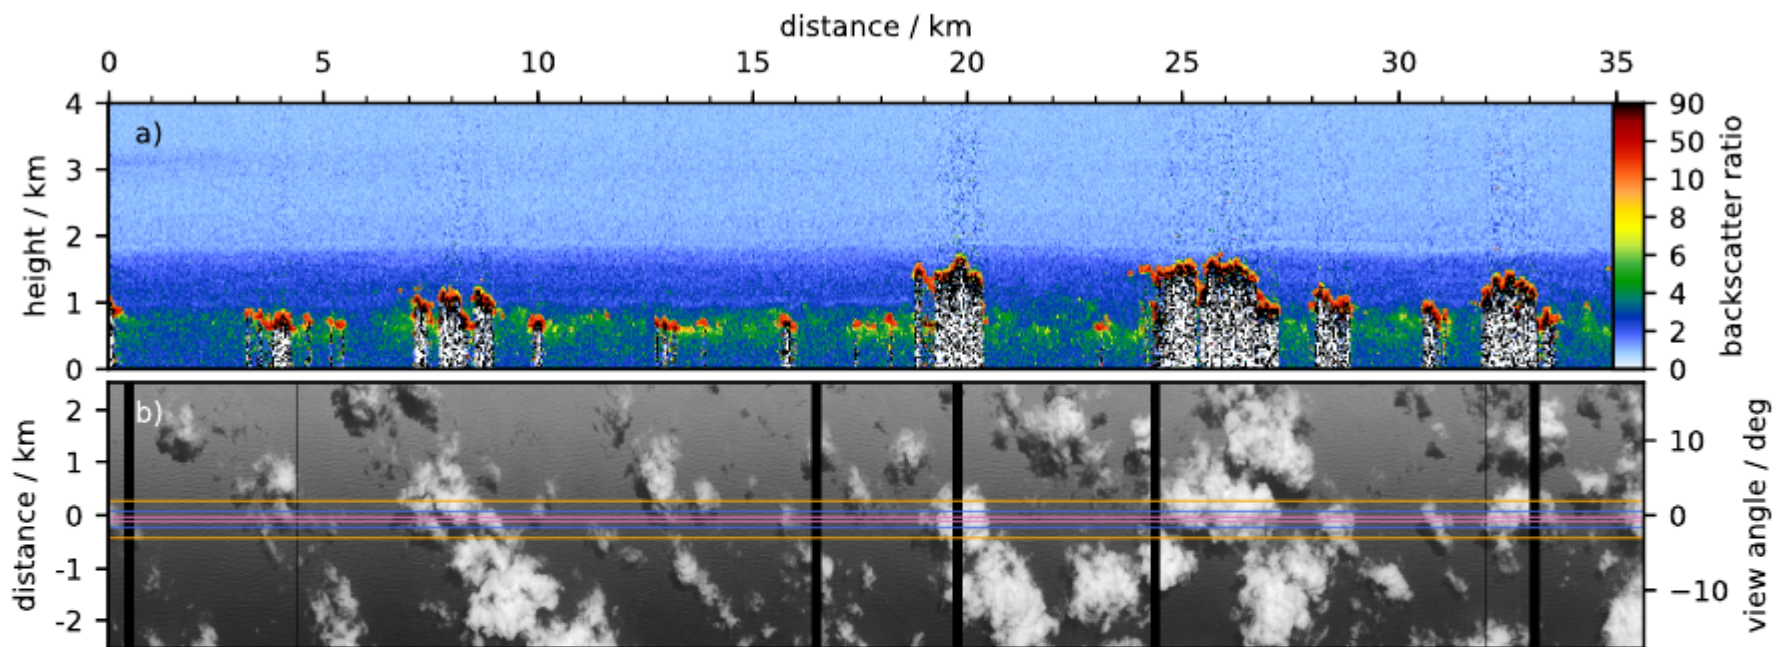 distance / km
0 5 10 15 20 25 30 35
a)
4
3
2
1
0
height / km
90
50
10
8
6
4
2
0
backscatter ratio
b)
2
1
0
-1
-2
distance / km
10
0
−10
view angle / deg